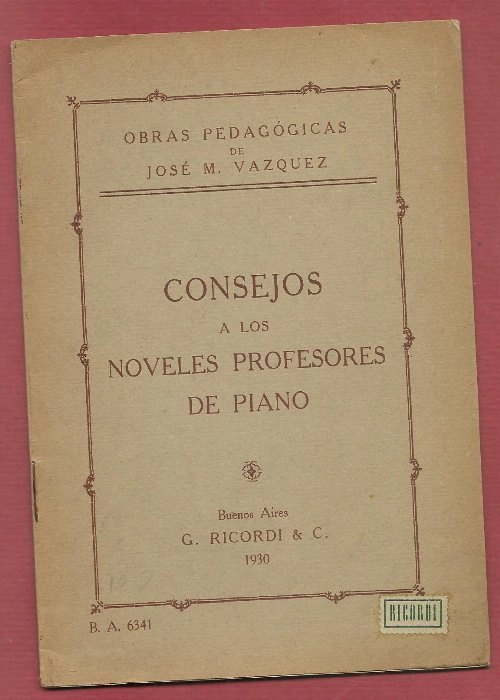 OBRAS PEDAGÓGICAS
DE
JOSÉ M. VAZQUEZ
CONSEJOS
A LOS
NOVELES PROFESORES
DE PIANO
Buenos Aires
G. RICORDI & C.
1930
B. A. 6341
RICORDI